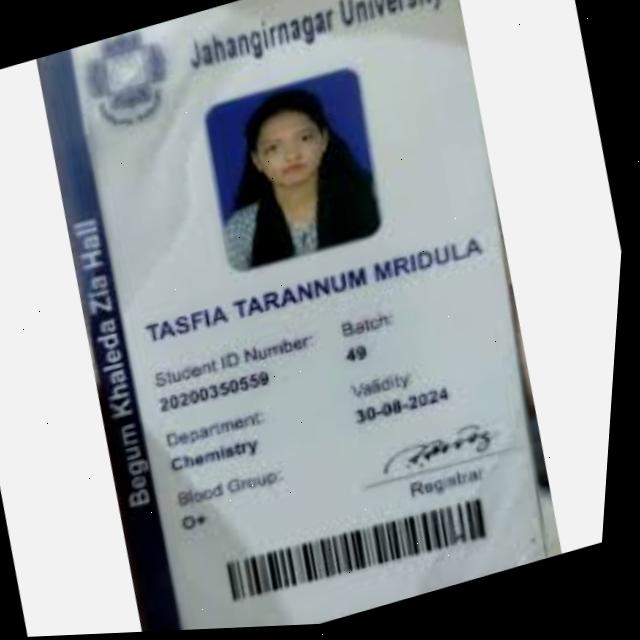 Jahangirnagar University
Begum Khaleda Zia Hall
TASFIA TARANNUM MRIDULA
Student ID Number:
20200350559
Batch:
49
Department:
Chemistry
Validity
30-08-2024
Blood Group:
O+
Registrar